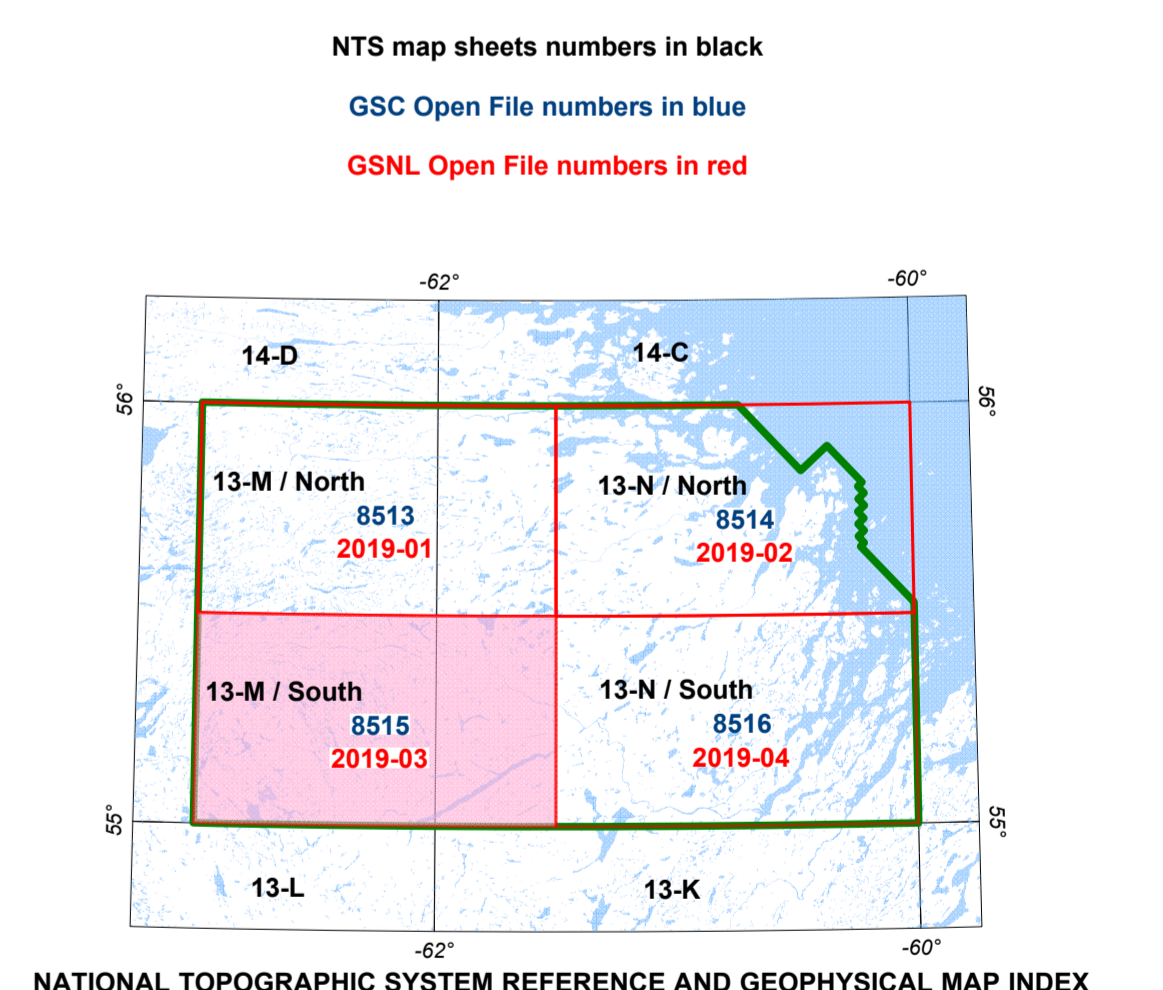 NTS map sheets numbers in black
GSC Open File numbers in blue
GSNL Open File numbers in red
-62°
-60°
14-D
14-C
56°
56°
13-M / North
8513
2019-01
13-N / North
8514
2019-02
13-M / South
8515
2019-03
13-N / South
8516
2019-04
55°
55°
13-L
13-K
-62°
-60°
NATIONAL TOPOGRAPHIC SYSTEM REFERENCE AND GEOPHYSICAL MAP INDEX